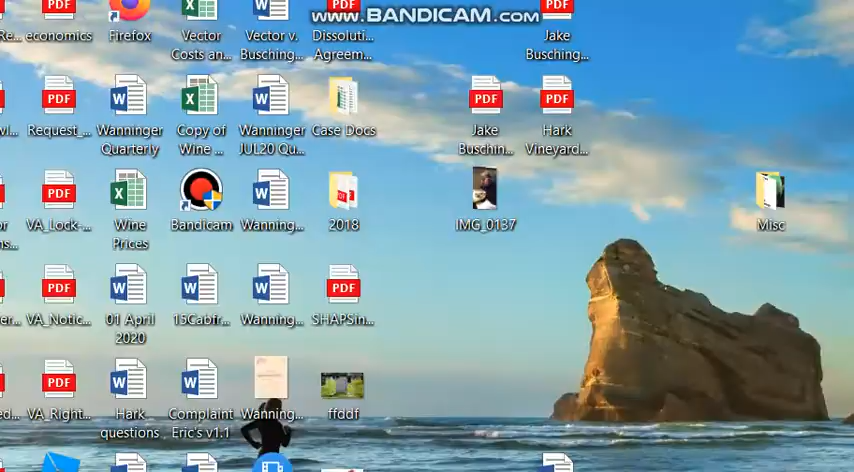 www.BANDICAM.com
Re...
economics
Firefox
Vector
Costs an...
Vector v.
Busching...
Dissoluti...
Agreem...
Jake
Busching...
PDF
Request_...
Wanninger
Quarterly
Copy of
Wine ...
Wanninger
JUL20 Qu...
Case Docs
PDF
Jake
Buschin...
PDF
Hark
Vineyard...
PDF
VA_Lock-...
Wine
Prices
Bandicam
Wanning...
2018
IMG_0137
Misc
PDF
VA_Notic...
01 April
2020
15Cabfr...
Wanning...
PDF
SHAPSin...
PDF
VA_Right...
Hark
questions
Complaint
Eric's v1.1
Wanning...
ffddf